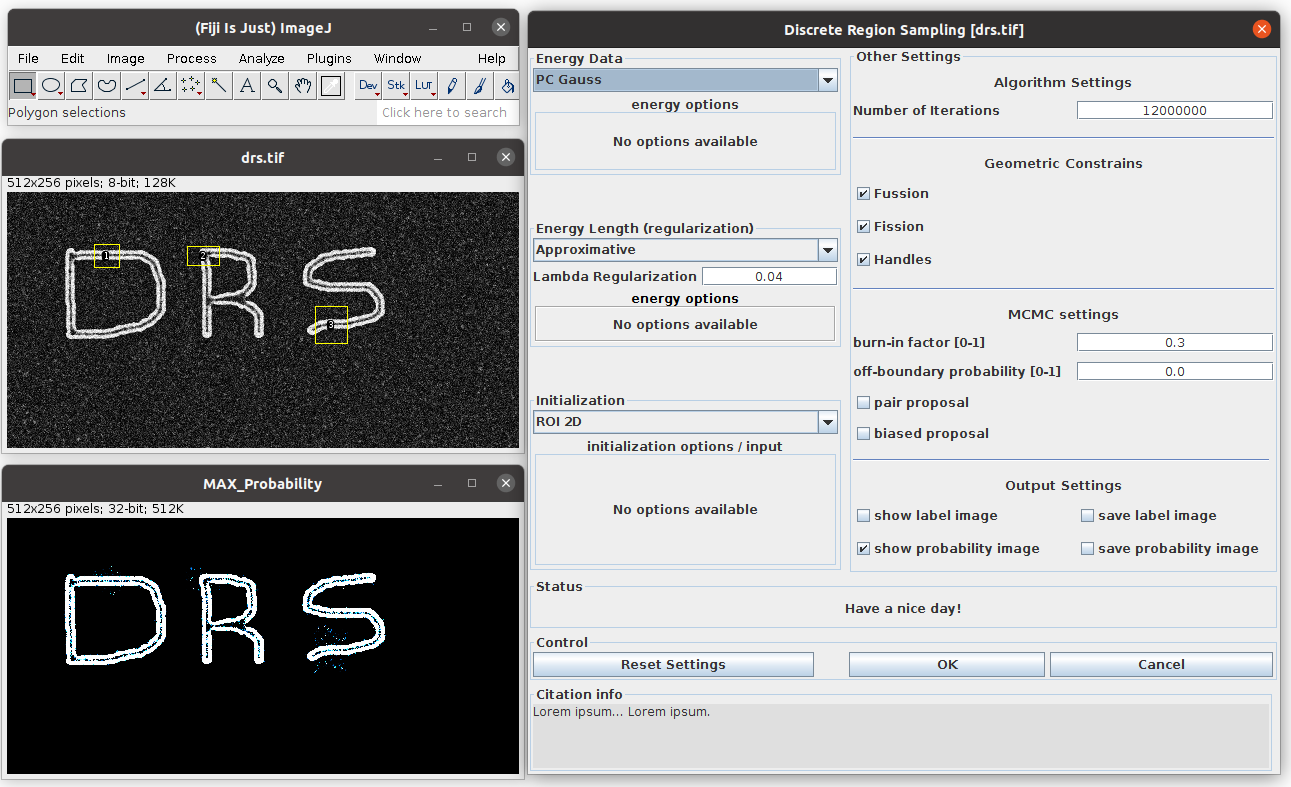 (Fiji Is Just) ImageJ
File Edit Image Process Analyze Plugins Window Help
Dev Stk LUT
Polygon selections
Click here to search
drs.tif
512x256 pixels; 8-bit; 128K
1
2
3
D R S
MAX_Probability
512x256 pixels; 32-bit; 512K
D R S
Discrete Region Sampling [drs.tif]
Energy Data
PC Gauss
energy options
No options available
Energy Length (regularization)
Approximative
Lambda Regularization 0.04
energy options
No options available
Initialization
ROI 2D
initialization options / input
No options available
Other Settings
Algorithm Settings
Number of Iterations 12000000
Geometric Constrains
Fussion
Fission
Handles
MCMC settings
burn-in factor [0-1] 0.3
off-boundary probability [0-1] 0.0
pair proposal
biased proposal
Output Settings
show label image save label image
show probability image save probability image
Status
Have a nice day!
Control
Reset Settings OK Cancel
Citation info
Lorem ipsum... Lorem ipsum.